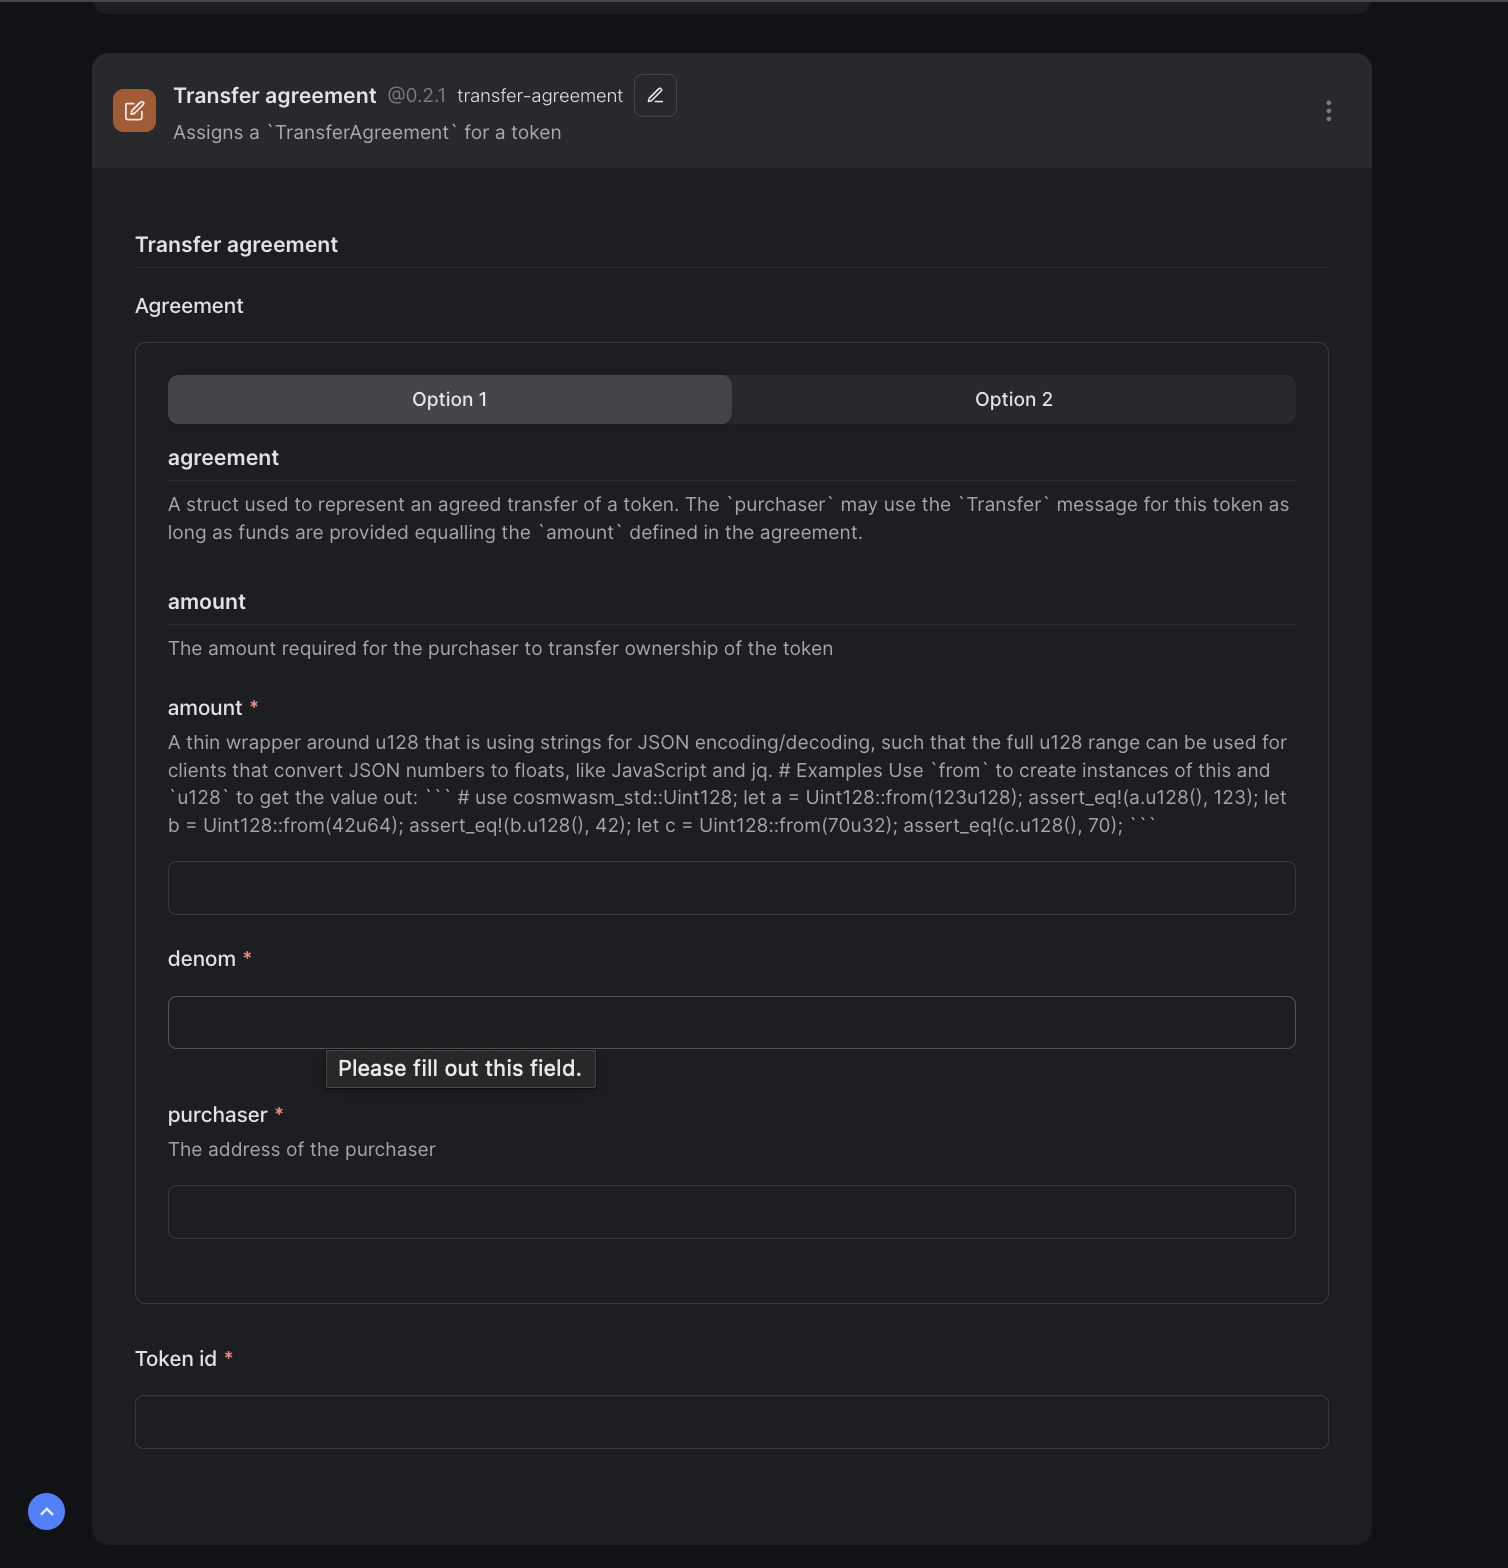 Transfer agreement @0.2.1 transfer-agreement
Assigns a `TransferAgreement` for a token
Transfer agreement
Agreement
Option 1 Option 2
agreement
A struct used to represent an agreed transfer of a token. The `purchaser` may use the `Transfer` message for this token as
long as funds are provided equalling the `amount` defined in the agreement.
amount
The amount required for the purchaser to transfer ownership of the token
amount *
A thin wrapper around u128 that is using strings for JSON encoding/decoding, such that the full u128 range can be used for
clients that convert JSON numbers to floats, like JavaScript and jq. # Examples Use `from` to create instances of this and
`u128` to get the value out: ``` # use cosmwasm_std::Uint128; let a = Uint128::from(123u128); assert_eq!(a.u128(), 123); let
b = Uint128::from(42u64); assert_eq!(b.u128(), 42); let c = Uint128::from(70u32); assert_eq!(c.u128(), 70); ```
denom *
Please fill out this field.
purchaser *
The address of the purchaser
Token id *